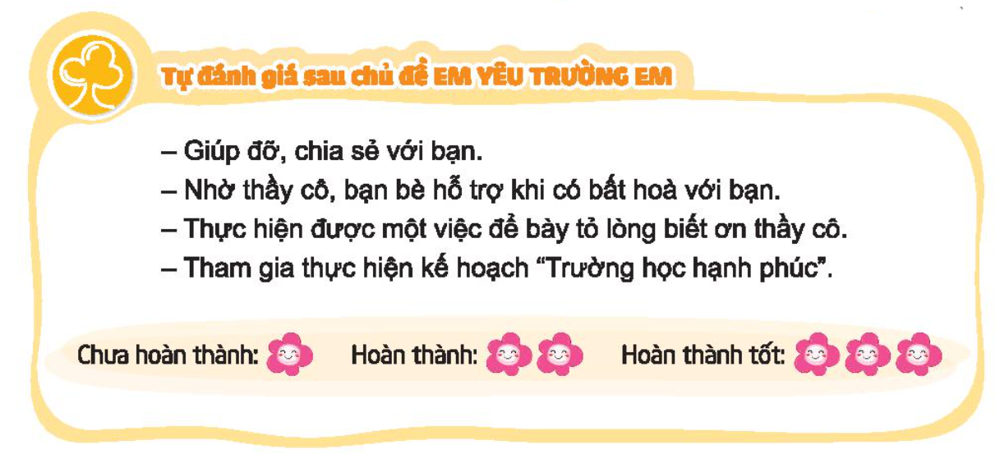 Tự đánh giá sau chủ đề EM YÊU TRƯỜNG EM
– Giúp đỡ, chia sẻ với bạn.
– Nhờ thầy cô, bạn bè hỗ trợ khi có bất hoà với bạn.
– Thực hiện được một việc để bày tỏ lòng biết ơn thầy cô.
– Tham gia thực hiện kế hoạch “Trường học hạnh phúc”.
Chưa hoàn thành: Hoàn thành: Hoàn thành tốt: